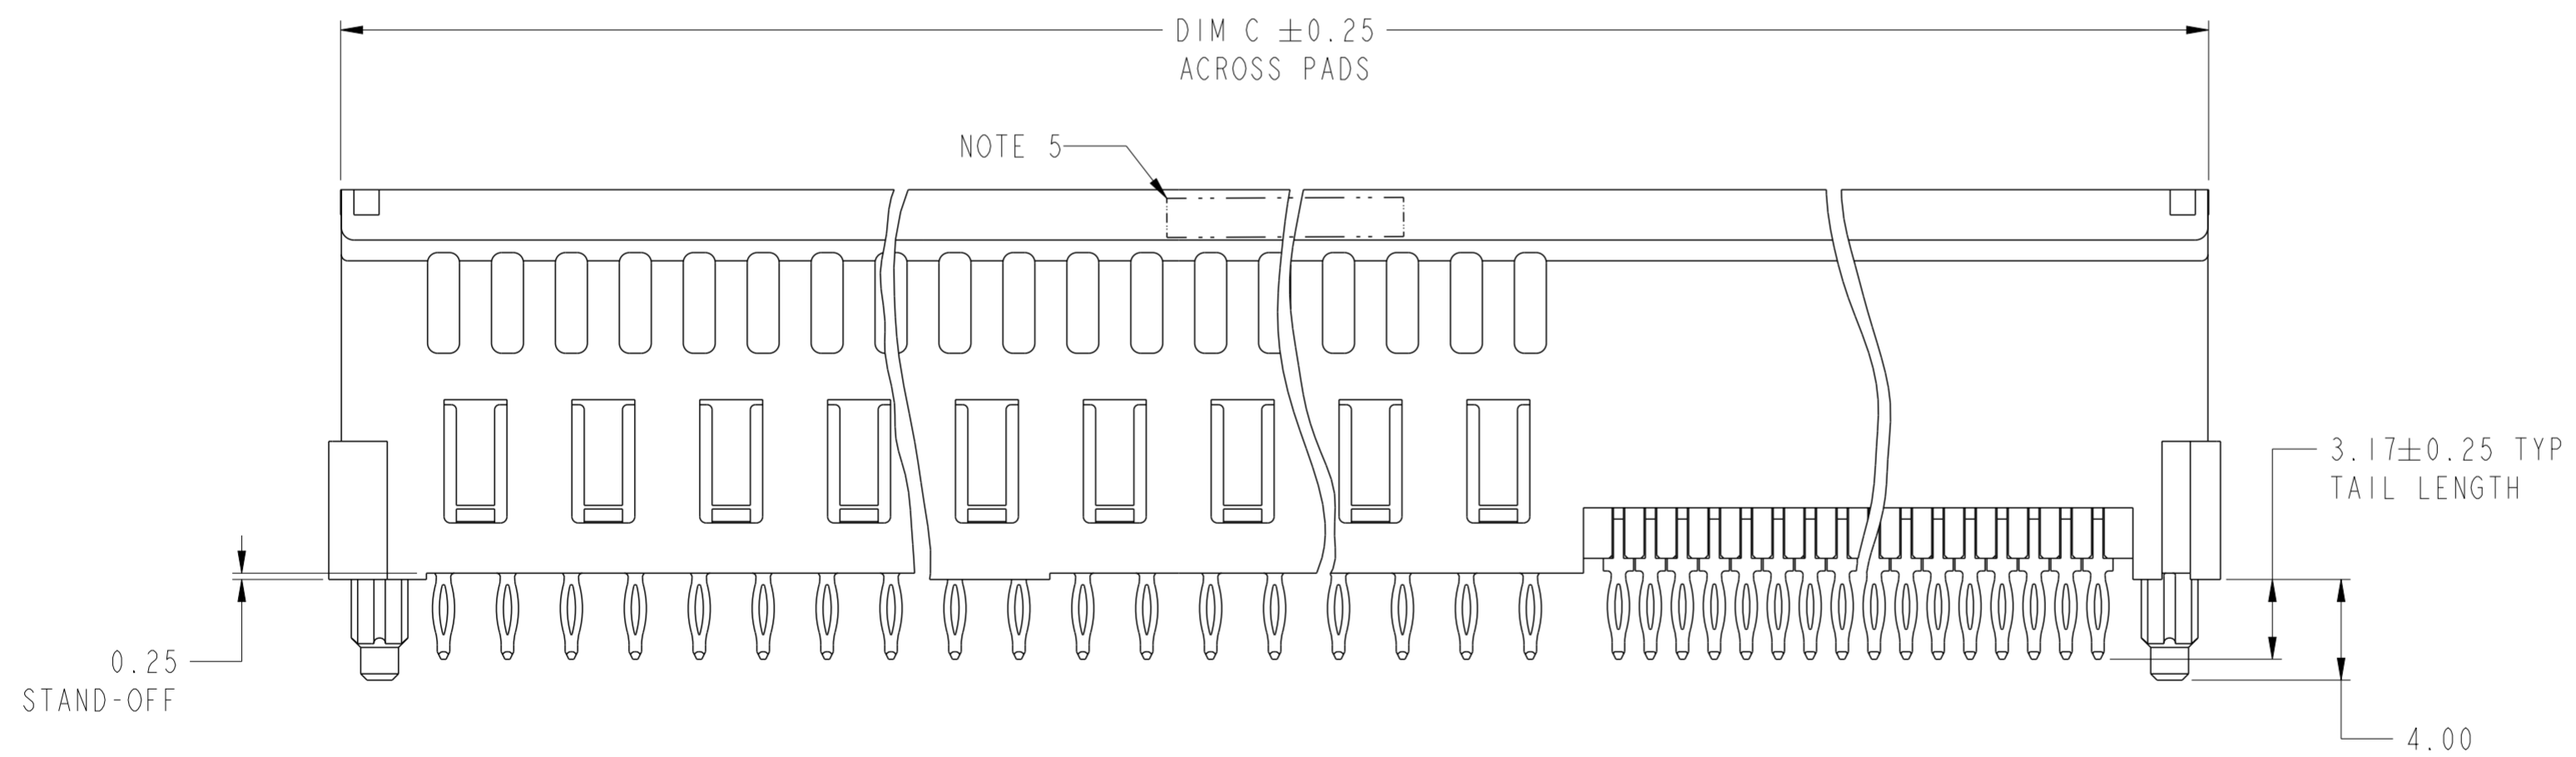 DIM C ±0.25
ACROSS PADS
NOTE 5
3.17±0.25 TYP
TAIL LENGTH
0.25
STAND-OFF
4.00